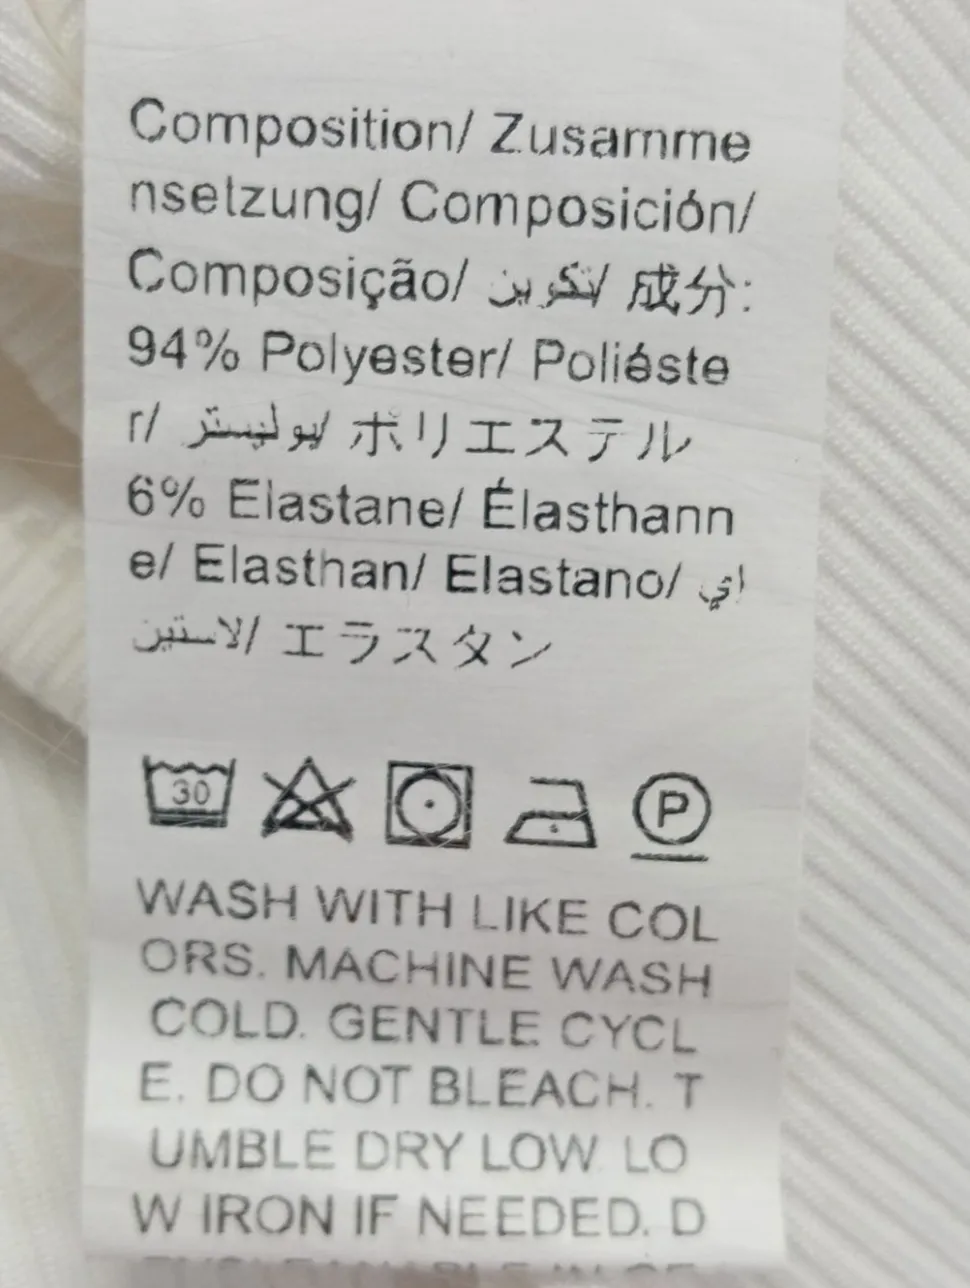 Composition/ Zusamme
nsetzung/ Composición/
Composição/ تكوين/ 成分:
94% Polyester/ Poliéste
r/ بوليستر/ ポリエステル
6% Elastane/ Élasthann
e/ Elasthan/ Elastano/ اي
لاستين/ エラスタン
30 P
WASH WITH LIKE COL
ORS. MACHINE WASH
COLD. GENTLE CYCL
E. DO NOT BLEACH. T
UMBLE DRY LOW. LO
W IRON IF NEEDED. D